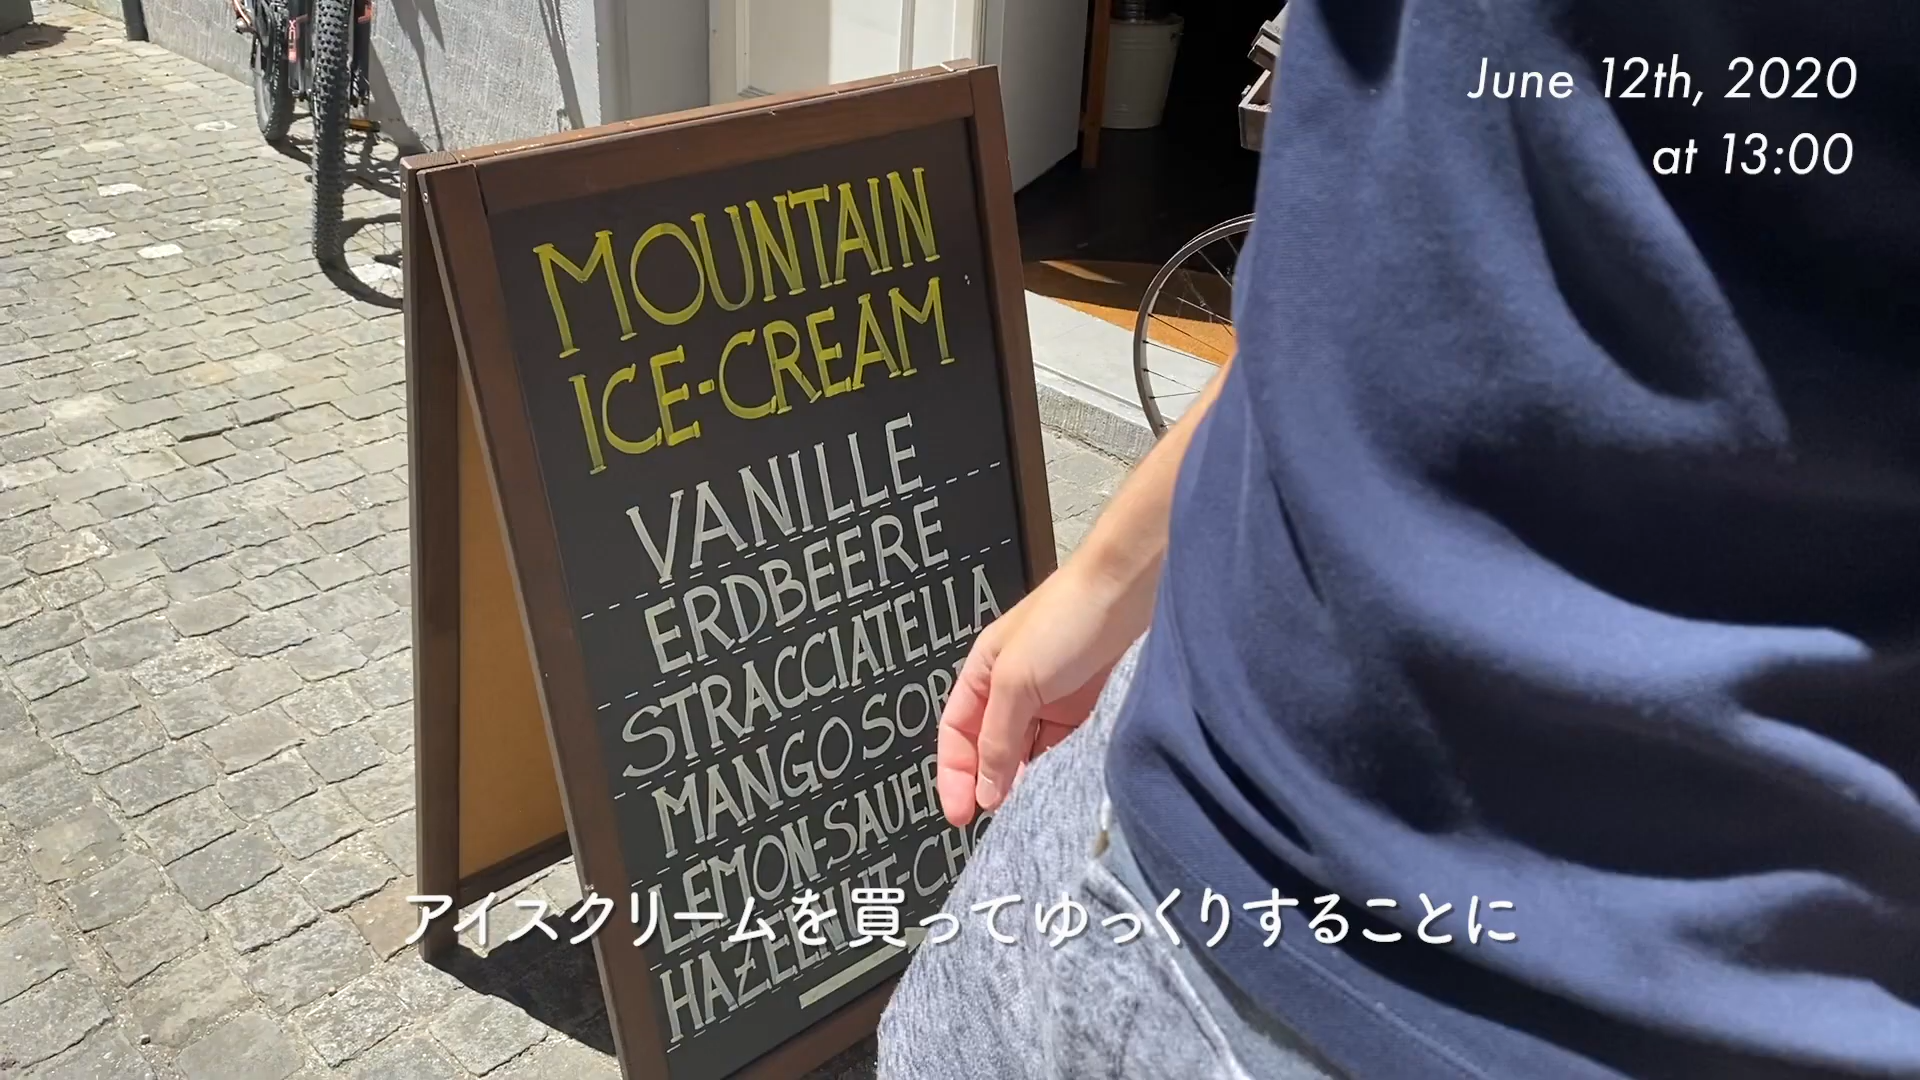 June 12th, 2020
at 13:00
MOUNTAIN
ICE-CREAM
VANILLE
ERDBEERE
STRACCIATELLA
MANGO
アイスクリームを買ってゆっくりすることに